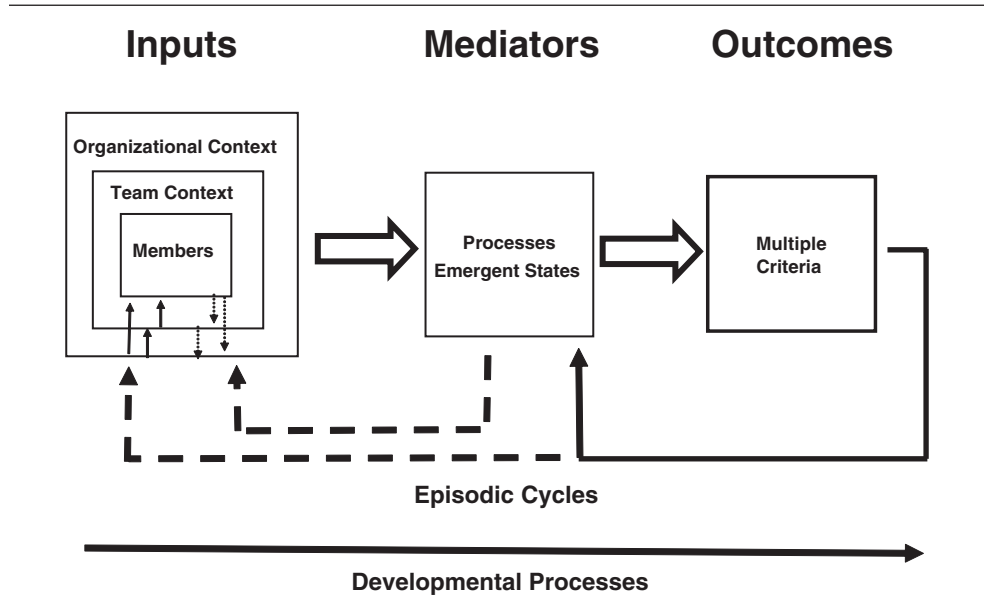 Inputs
Mediators
Outcomes
Organizational Context
Team Context
Members
Processes
Emergent States
Multiple
Criteria
Episodic Cycles
Developmental Processes